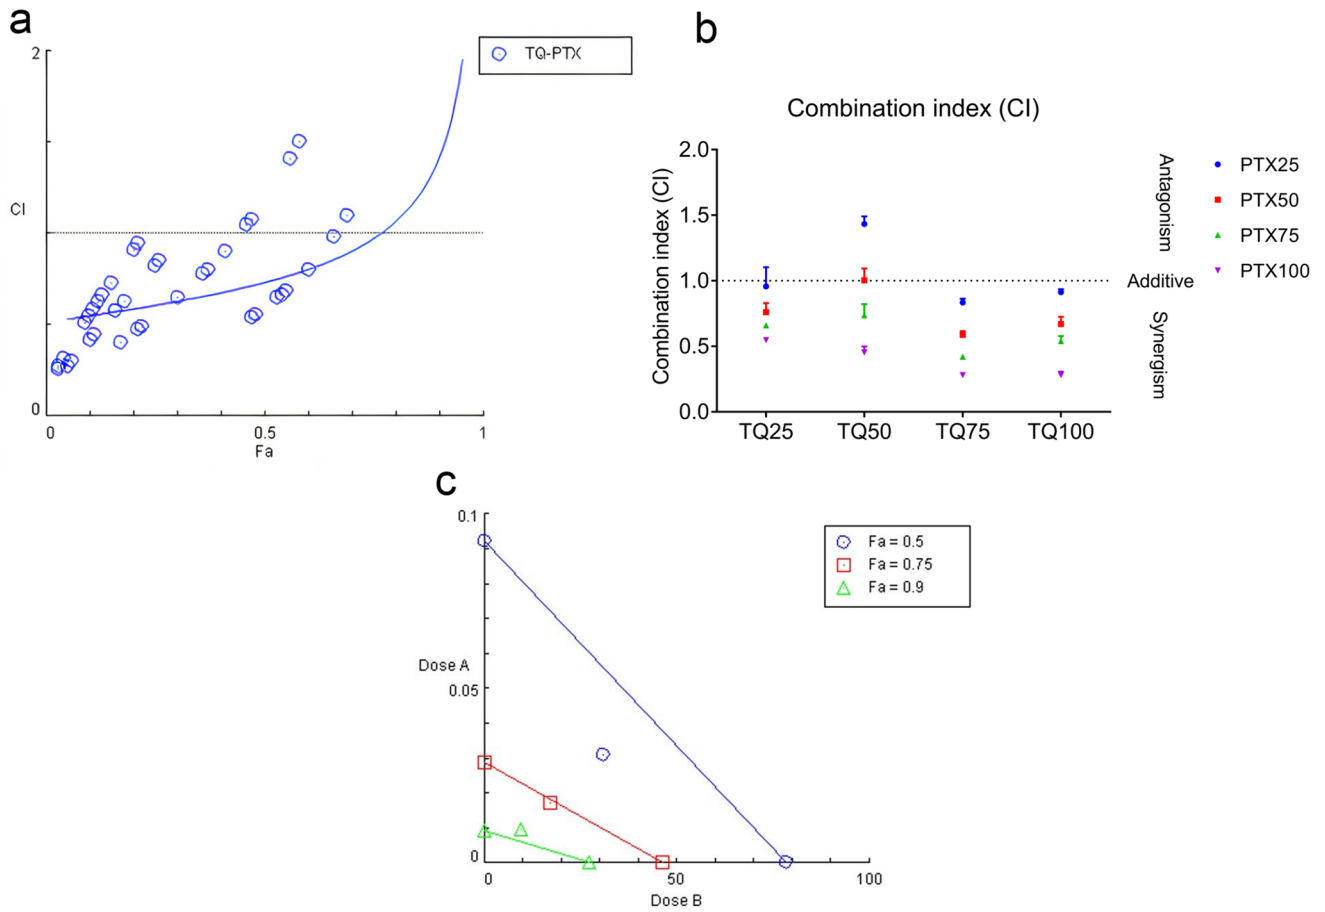 a
2
TQ-PTX
CI
0
0
0.5
1
Fa
b
Combination index (CI)
Combination index (CI)
2.0
1.5
1.0
0.5
0.0
TQ25
TQ50
TQ75
TQ100
Antagonism
Additive
Synergism
PTX25
PTX50
PTX75
PTX100
c
0.1
Dose A
0.05
0
0
50
100
Dose B
Fa = 0.5
Fa = 0.75
Fa = 0.9